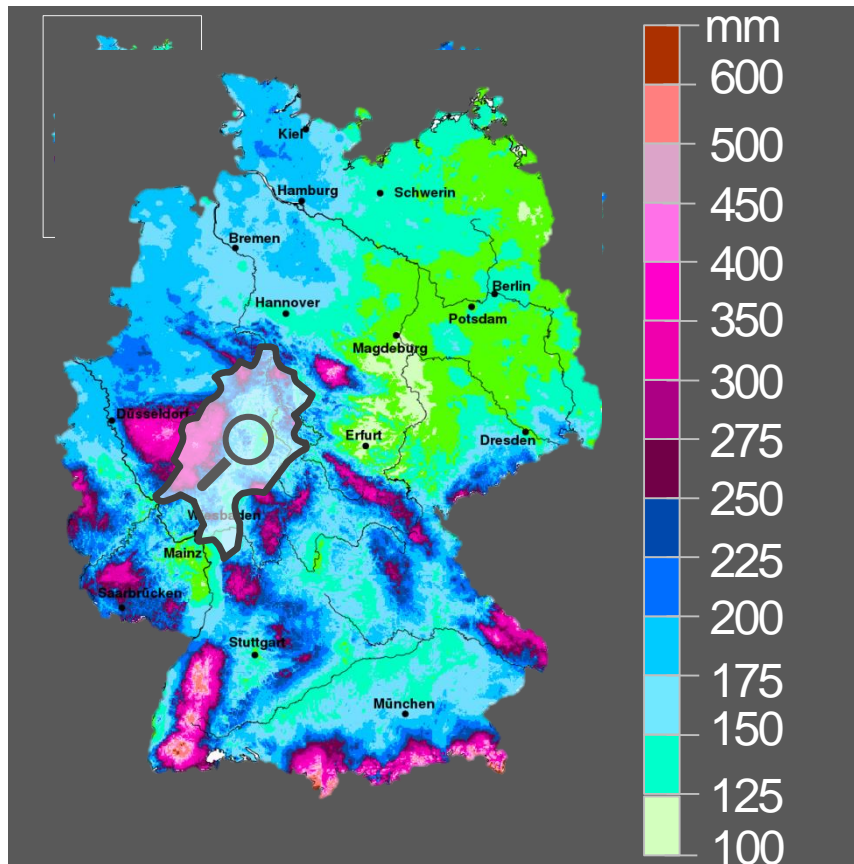 mm
600
500
450
400
350
300
275
250
225
200
175
150
125
100
Kiel
Hamburg
Schwerin
Bremen
Hannover
Berlin
Potsdam
Magdeburg
Düsseldorf
Erfurt
Dresden
Wiesbaden
Mainz
Saarbrücken
Stuttgart
München